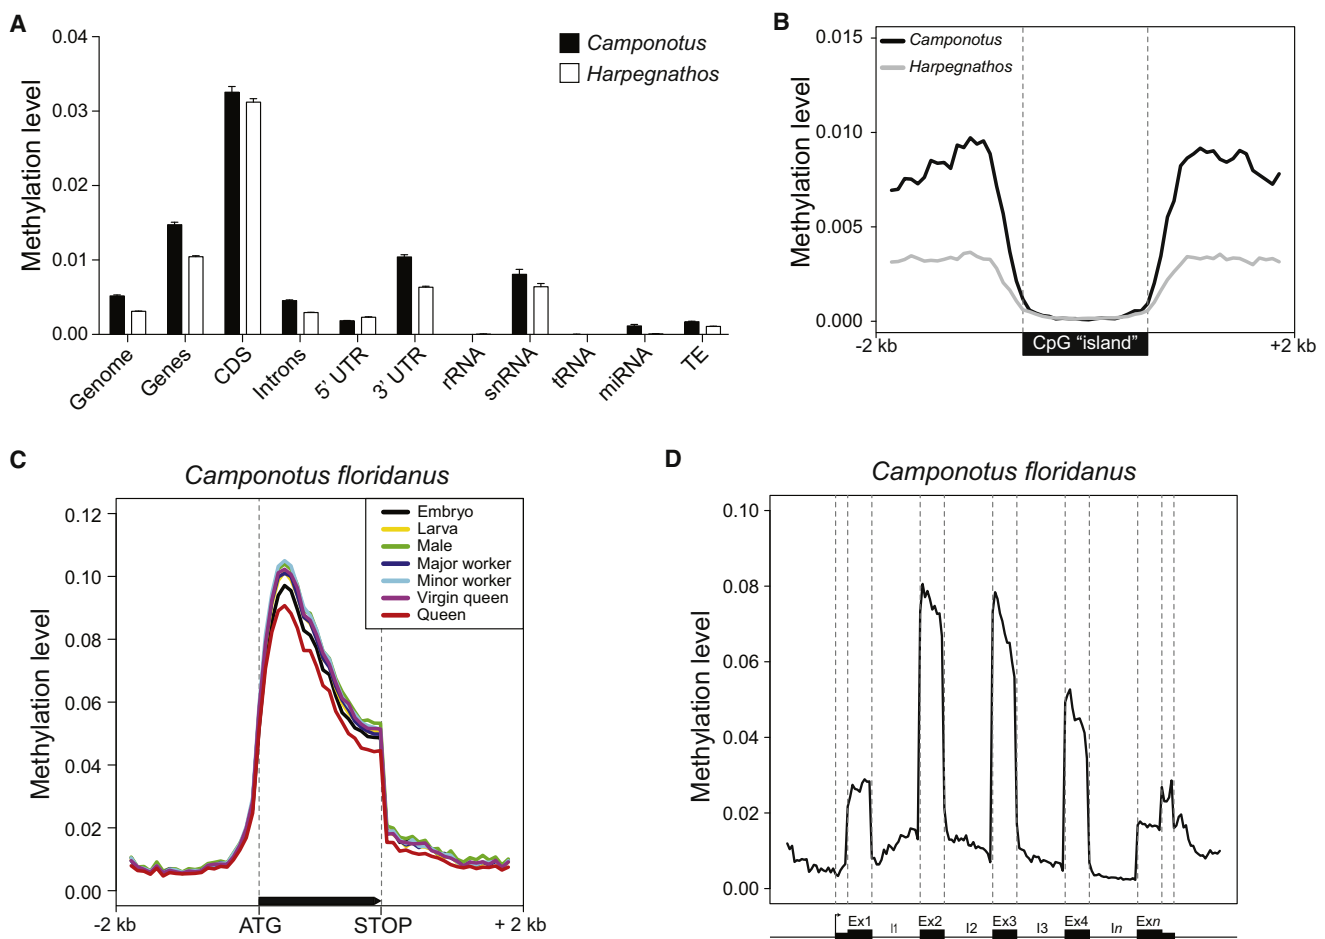 A
Methylation level
0.04
0.03
0.02
0.01
0.00
Camponotus
Harpegnathos
Genome
Genes
CDS
Introns
5' UTR
3' UTR
rRNA
snRNA
tRNA
miRNA
TE
B
Methylation level
0.015
0.010
0.005
0.000
Camponotus
Harpegnathos
-2 kb
CpG "island"
+2 kb
C
Camponotus floridanus
Methylation level
0.12
0.10
0.08
0.06
0.04
0.02
0.00
Embryo
Larva
Male
Major worker
Minor worker
Virgin queen
Queen
-2 kb
ATG
STOP
+ 2 kb
D
Camponotus floridanus
Methylation level
0.10
0.08
0.06
0.04
0.02
0.00
Ex1
I1
Ex2
I2
Ex3
I3
Ex4
In
Exn